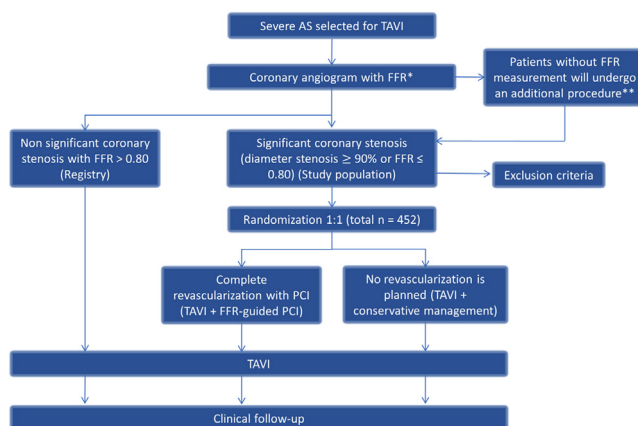 Severe AS selected for TAVI
Coronary angiogram with FFR*
Patients without FFR
measurement will undergo
an additional procedure**
Non significant coronary
stenosis with FFR > 0.80
(Registry)
Significant coronary stenosis
(diameter stenosis ≥ 90% or FFR ≤
0.80) (Study population)
Exclusion criteria
Randomization 1:1 (total n = 452)
Complete
revascularization with PCI
(TAVI + FFR-guided PCI)
No revascularization is
planned (TAVI +
conservative management)
TAVI
Clinical follow-up